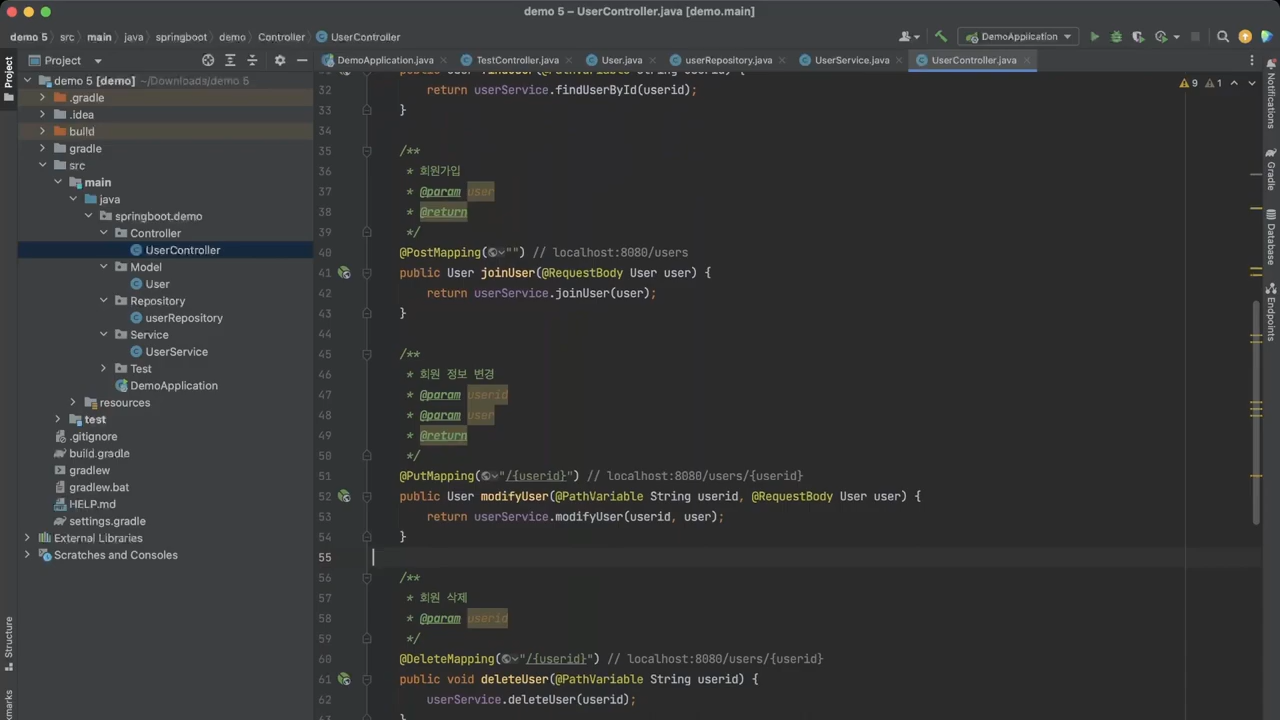 demo 5 – UserController.java [demo.main]
demo 5 src main java springboot demo Controller UserController
DemoApplication
Project
DemoApplication.java
TestController.java
User.java
userRepository.java
UserService.java
UserController.java
Project
demo 5 [demo] ~/Downloads/demo 5
.gradle
.idea
build
gradle
src
main
java
springboot.demo
Controller
UserController
Model
User
Repository
userRepository
Service
UserService
Test
DemoApplication
resources
test
.gitignore
build.gradle
gradlew
gradlew.bat
HELP.md
settings.gradle
External Libraries
Scratches and Consoles
Structure
9 1
32 return userService.findUserById(userid);
33 }
34
35 /**
36 * 회원가입
37 * @param user
38 * @return
39 */
40 @PostMapping("") // localhost:8080/users
41 public User joinUser(@RequestBody User user) {
42 return userService.joinUser(user);
43 }
44
45 /**
46 * 회원 정보 변경
47 * @param userid
48 * @param user
49 * @return
50 */
51 @PutMapping("/{userid}") // localhost:8080/users/{userid}
52 public User modifyUser(@PathVariable String userid, @RequestBody User user) {
53 return userService.modifyUser(userid, user);
54 }
55
56 /**
57 * 회원 삭제
58 * @param userid
59 */
60 @DeleteMapping("/{userid}") // localhost:8080/users/{userid}
61 public void deleteUser(@PathVariable String userid) {
62 userService.deleteUser(userid);
Notifications
Gradle
Database
Endpoints